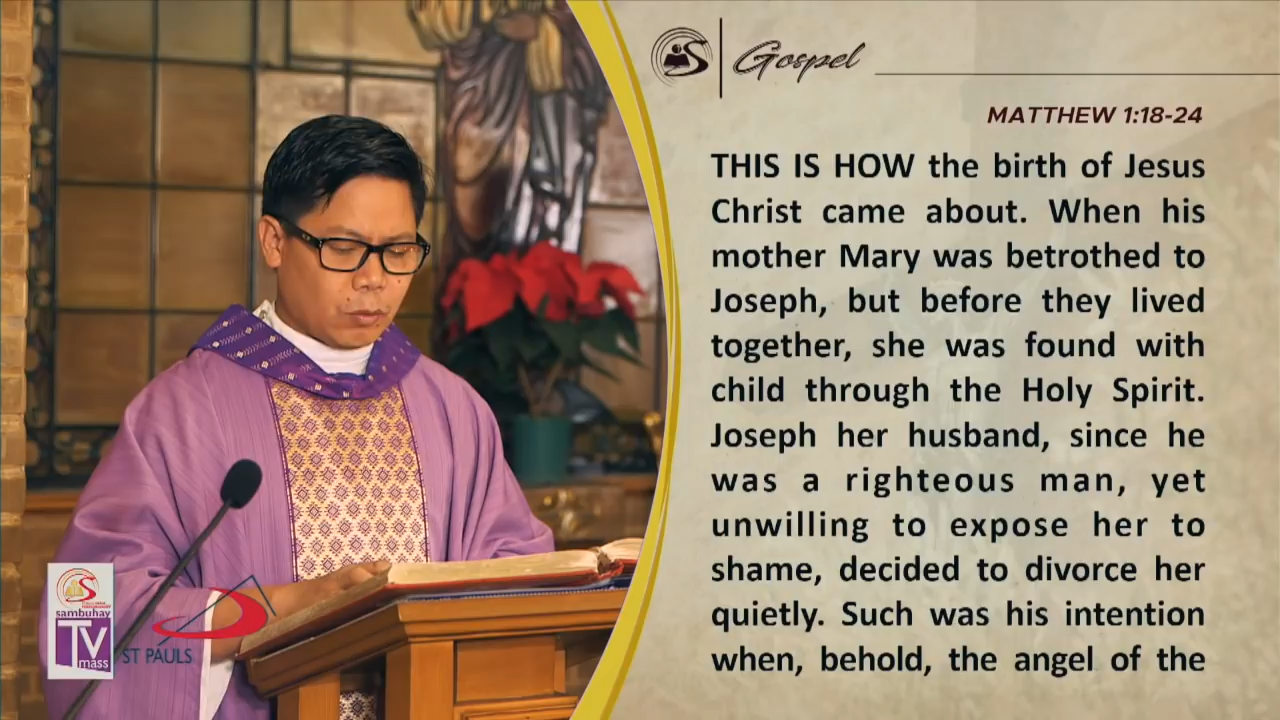 Gospel
MATTHEW 1:18-24
THIS IS HOW the birth of Jesus
Christ came about. When his
mother Mary was betrothed to
Joseph, but before they lived
together, she was found with
child through the Holy Spirit.
Joseph her husband, since he
was a righteous man, yet
unwilling to expose her to
shame, decided to divorce her
quietly. Such was his intention
when, behold, the angel of the
sambuhay
TV
mass
ST PAULS